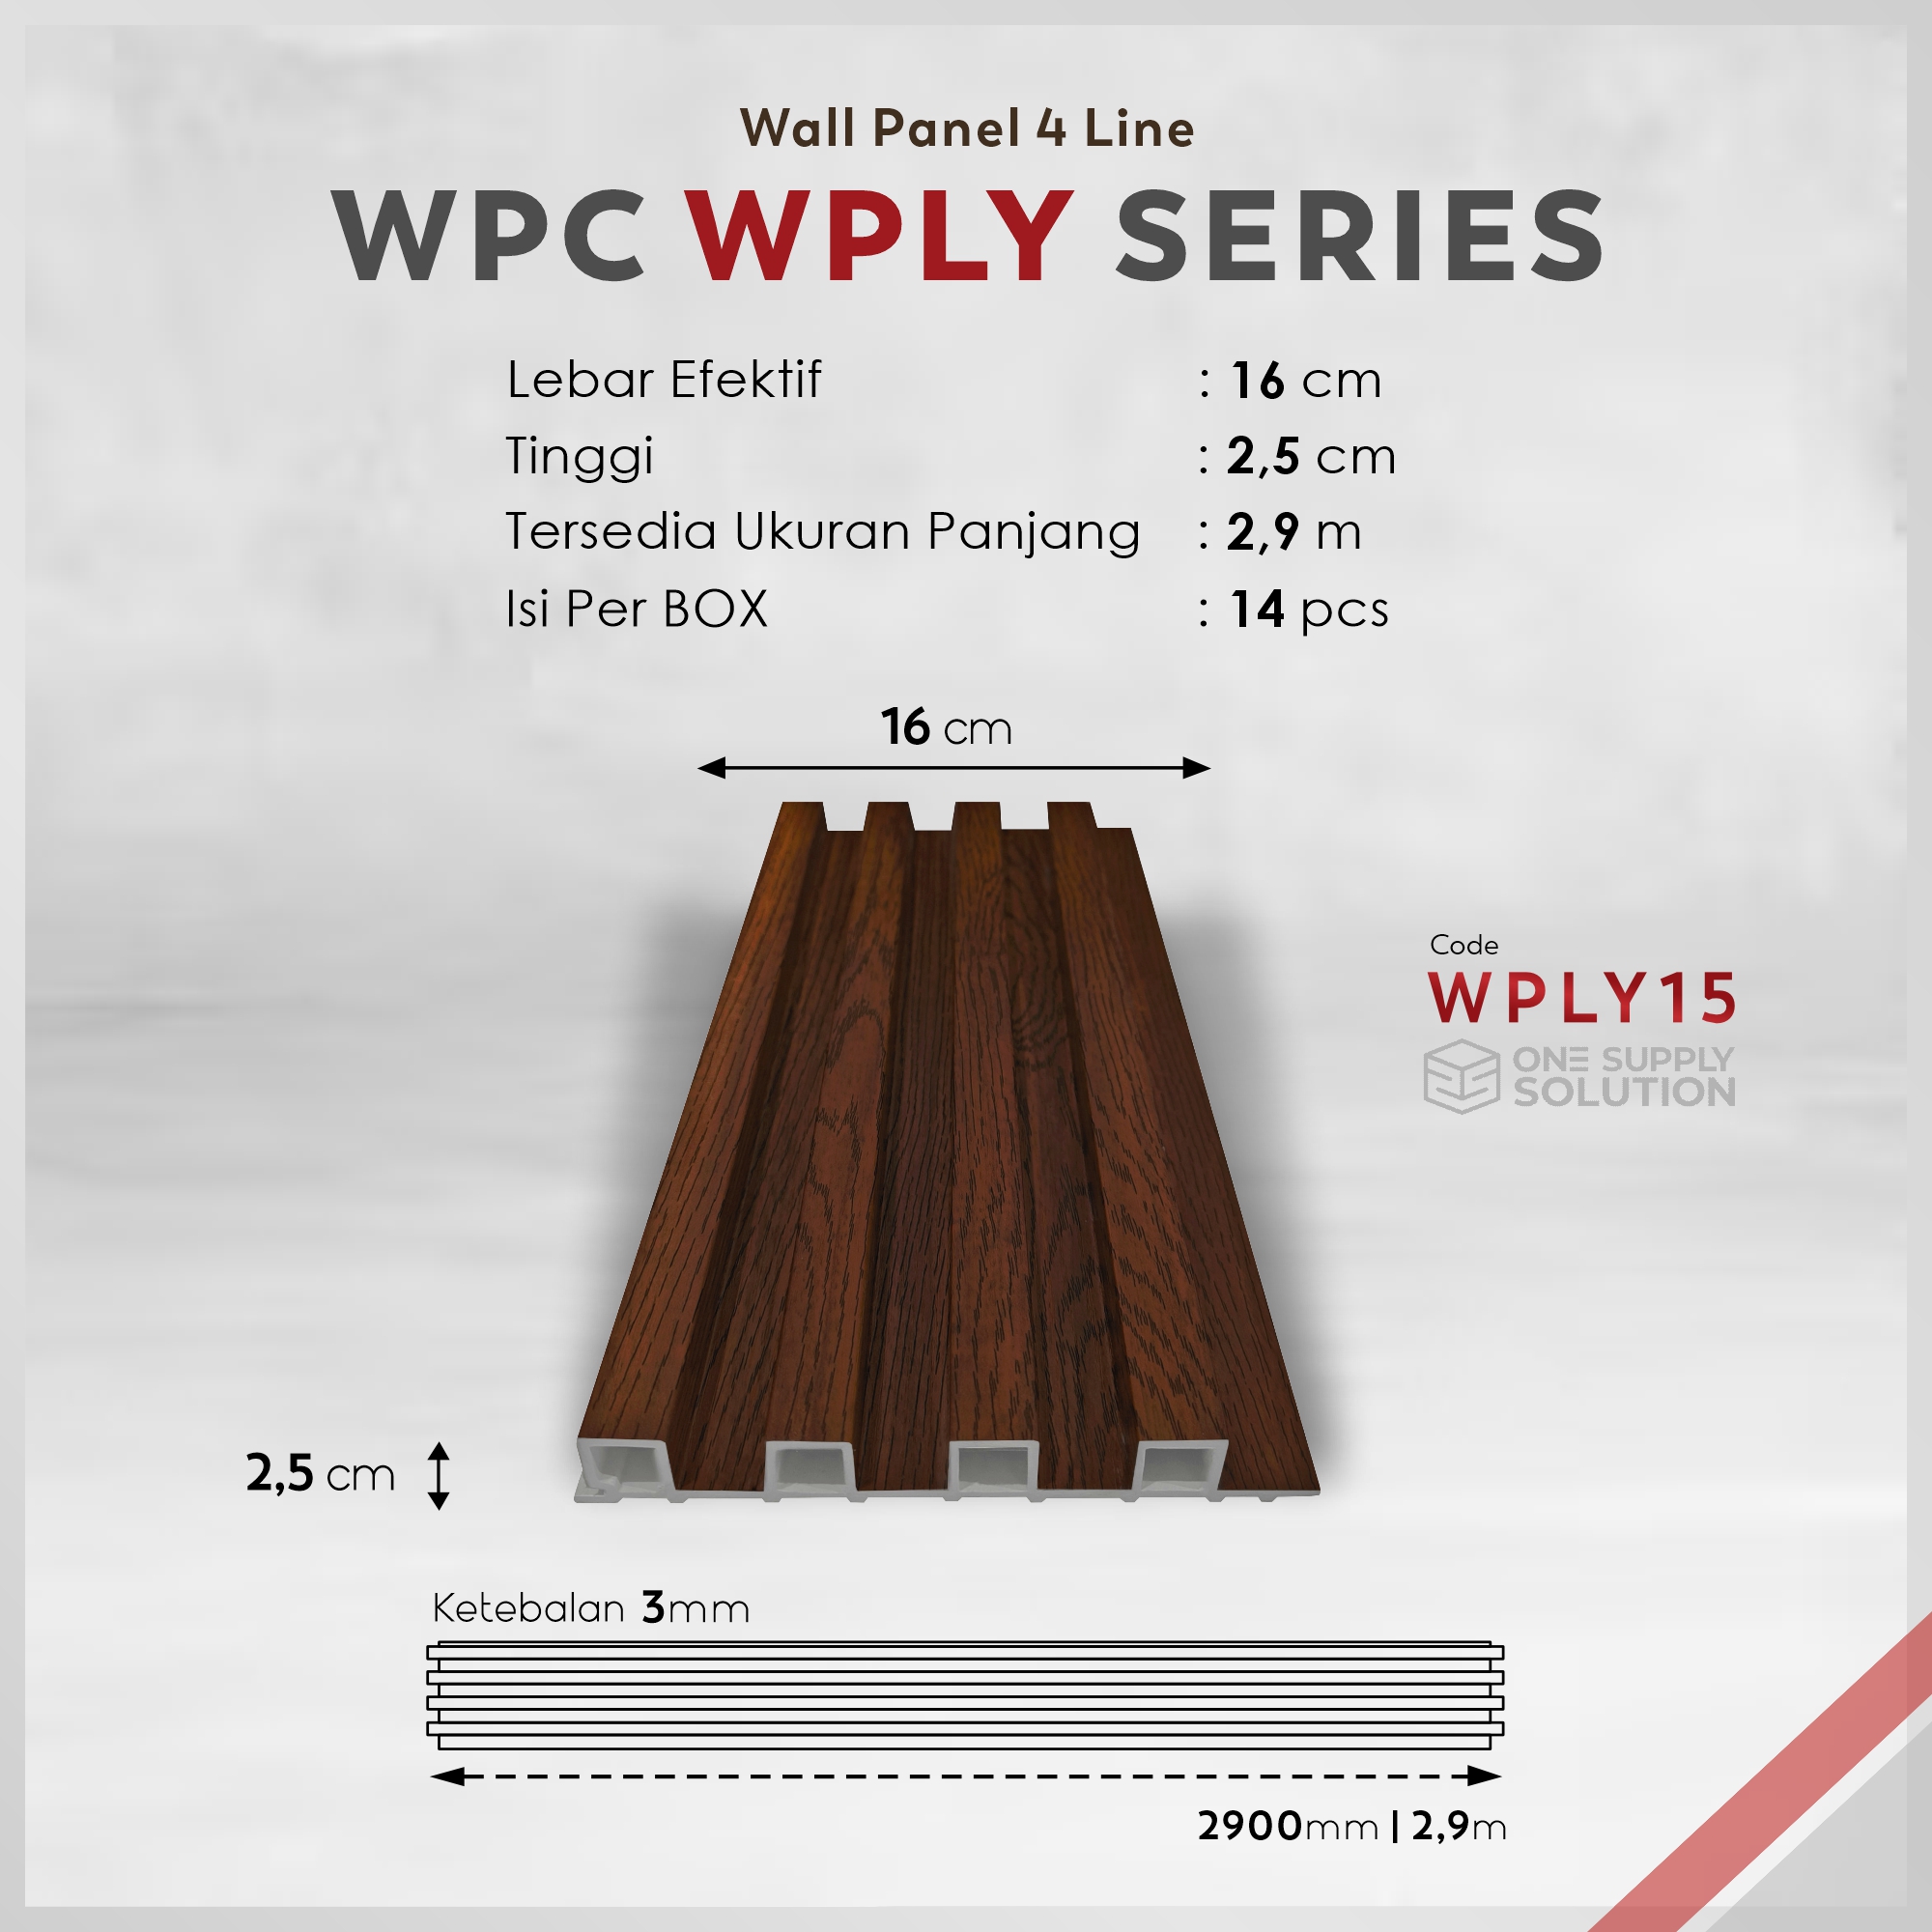 Wall Panel 4 Line
WPC WPLY SERIES
Lebar Efektif : 16 cm
Tinggi : 2,5 cm
Tersedia Ukuran Panjang : 2,9 m
Isi Per BOX : 14 pcs
16 cm
Code
WPLY15
ONE SUPPLY
SOLUTION
2,5 cm
Ketebalan 3mm
2900mm | 2,9m